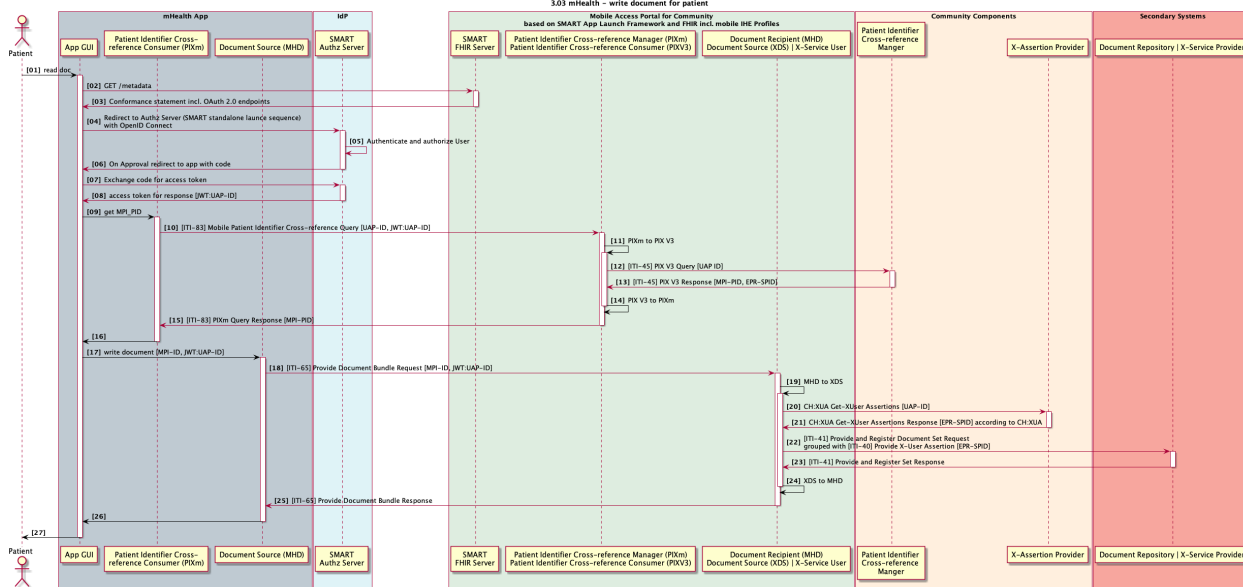 3.03 mHealth - write document for patient
mHealth App
IdP
Mobile Access Portal for Community
based on SMART App Launch Framework and FHIR incl. mobile IHE Profiles
Community Components
Secondary Systems
Patient
App GUI
Patient Identifier Cross-
reference Consumer (PIXm)
Document Source (MHD)
SMART
Authz Server
SMART
FHIR Server
Patient Identifier Cross-reference Manager (PIXm)
Patient Identifier Cross-reference Consumer (PIXV3)
Document Recipient (MHD)
Document Source (XDS) | X-Service User
Patient Identifier
Cross-reference
Manger
X-Assertion Provider
Document Repository | X-Service Provider
[01] read doc
[02] GET /metadata
[03] Conformance statement incl. OAuth 2.0 endpoints
[04] Redirect to Authz Server (SMART standalone launce sequence)
with OpenID Connect
[05] Authenticate and authorize User
[06] On Approval redirect to app with code
[07] Exchange code for access token
[08] access token for response [JWT:UAP-ID]
[09] get MPI_PID
[10] [ITI-83] Mobile Patient Identifier Cross-reference Query [UAP-ID, JWT:UAP-ID]
[11] PIXm to PIX V3
[12] [ITI-45] PIX V3 Query [UAP ID]
[13] [ITI-45] PIX V3 Response [MPI-PID, EPR-SPID]
[14] PIX V3 to PIXm
[15] [ITI-83] PIXm Query Response [MPI-PID]
[16]
[17] write document [MPI-ID, JWT:UAP-ID]
[18] [ITI-65] Provide Document Bundle Request [MPI-ID, JWT:UAP-ID]
[19] MHD to XDS
[20] CH:XUA Get-XUser Assertions [UAP-ID]
[21] CH:XUA Get-XUser Assertions Response [EPR-SPID] according to CH:XUA
[22] [ITI-41] Provide and Register Document Set Request
grouped with [ITI-40] Provide X-User Assertion [EPR-SPID]
[23] [ITI-41] Provide and Register Set Response
[24] XDS to MHD
[25] [ITI-65] Provide Document Bundle Response
[26]
[27]
Patient
App GUI
Patient Identifier Cross-
reference Consumer (PIXm)
Document Source (MHD)
SMART
Authz Server
SMART
FHIR Server
Patient Identifier Cross-reference Manager (PIXm)
Patient Identifier Cross-reference Consumer (PIXV3)
Document Recipient (MHD)
Document Source (XDS) | X-Service User
Patient Identifier
Cross-reference
Manger
X-Assertion Provider
Document Repository | X-Service Provider